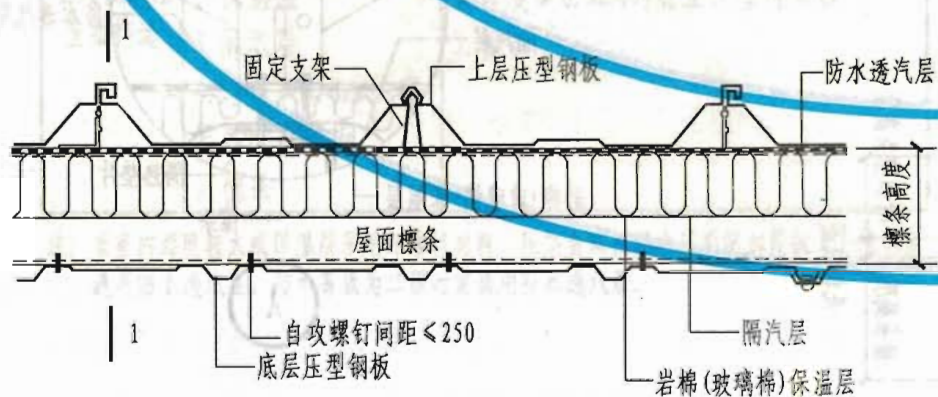 1
固定支架
上层压型钢板
防水透汽层
檩条高度
屋面檩条
1
自攻螺钉间距≤250
隔汽层
底层压型钢板
岩棉(玻璃棉)保温层